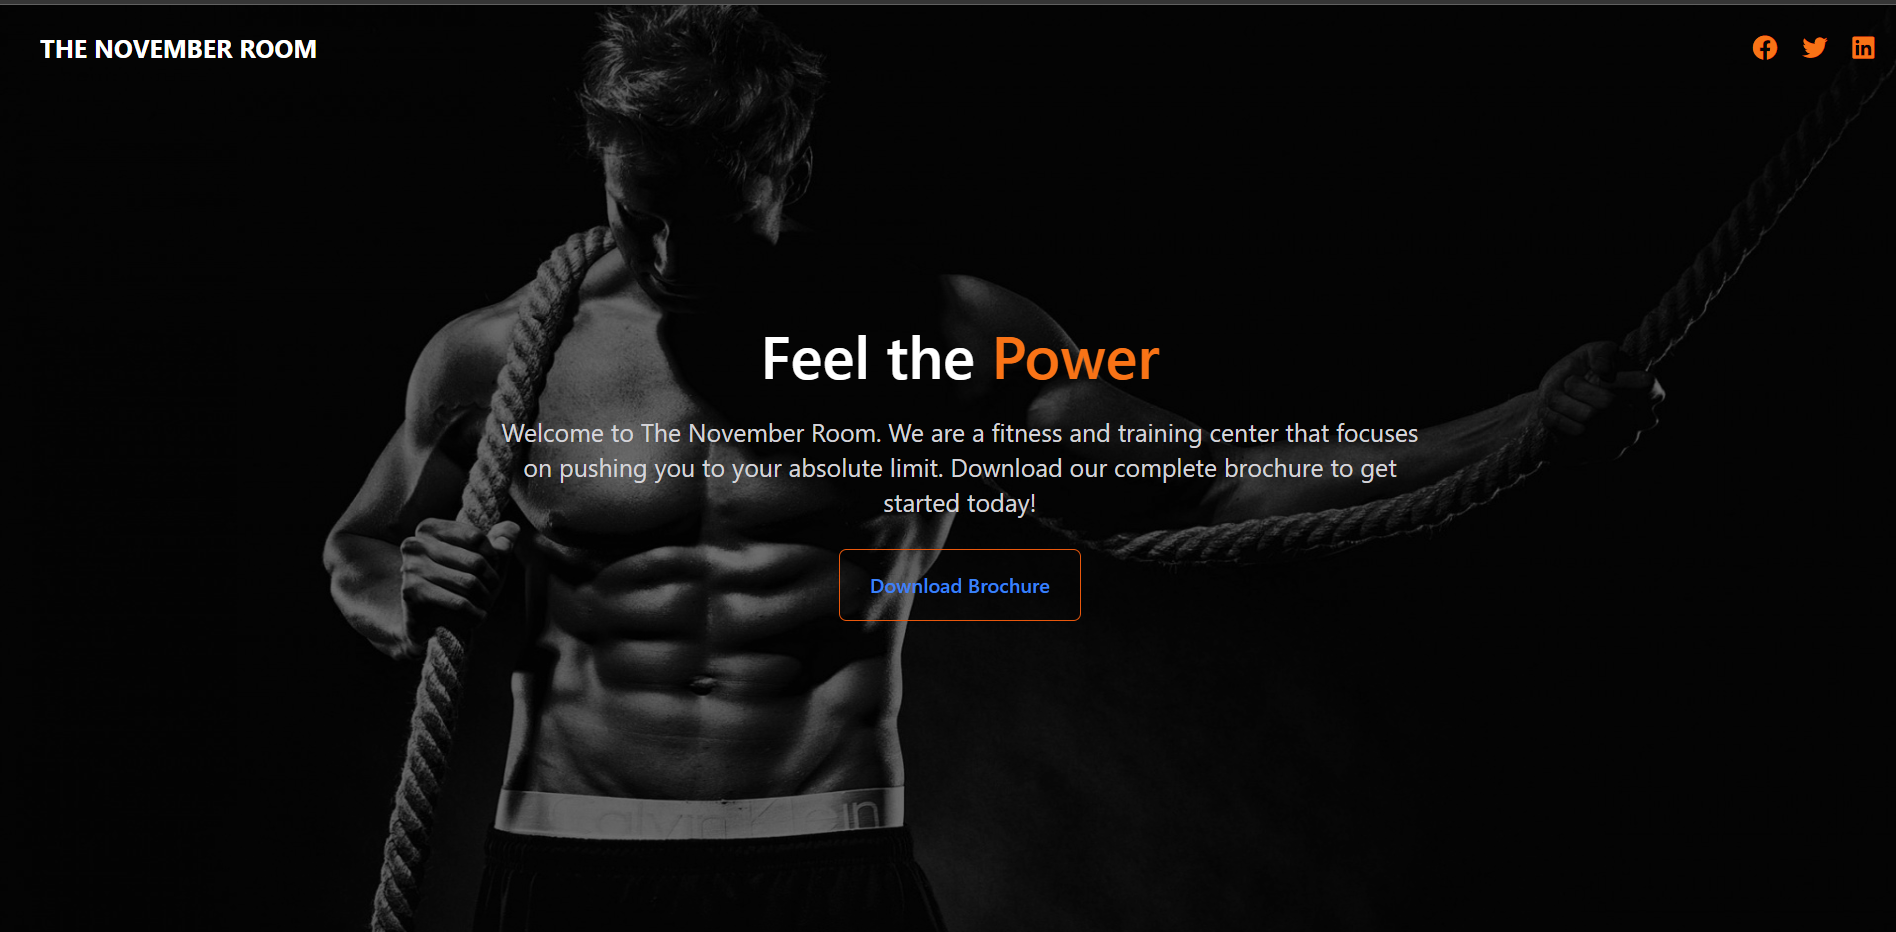 THE NOVEMBER ROOM
Feel the Power
Welcome to The November Room. We are a fitness and training center that focuses
on pushing you to your absolute limit. Download our complete brochure to get
started today!
Download Brochure
Calvin Klein